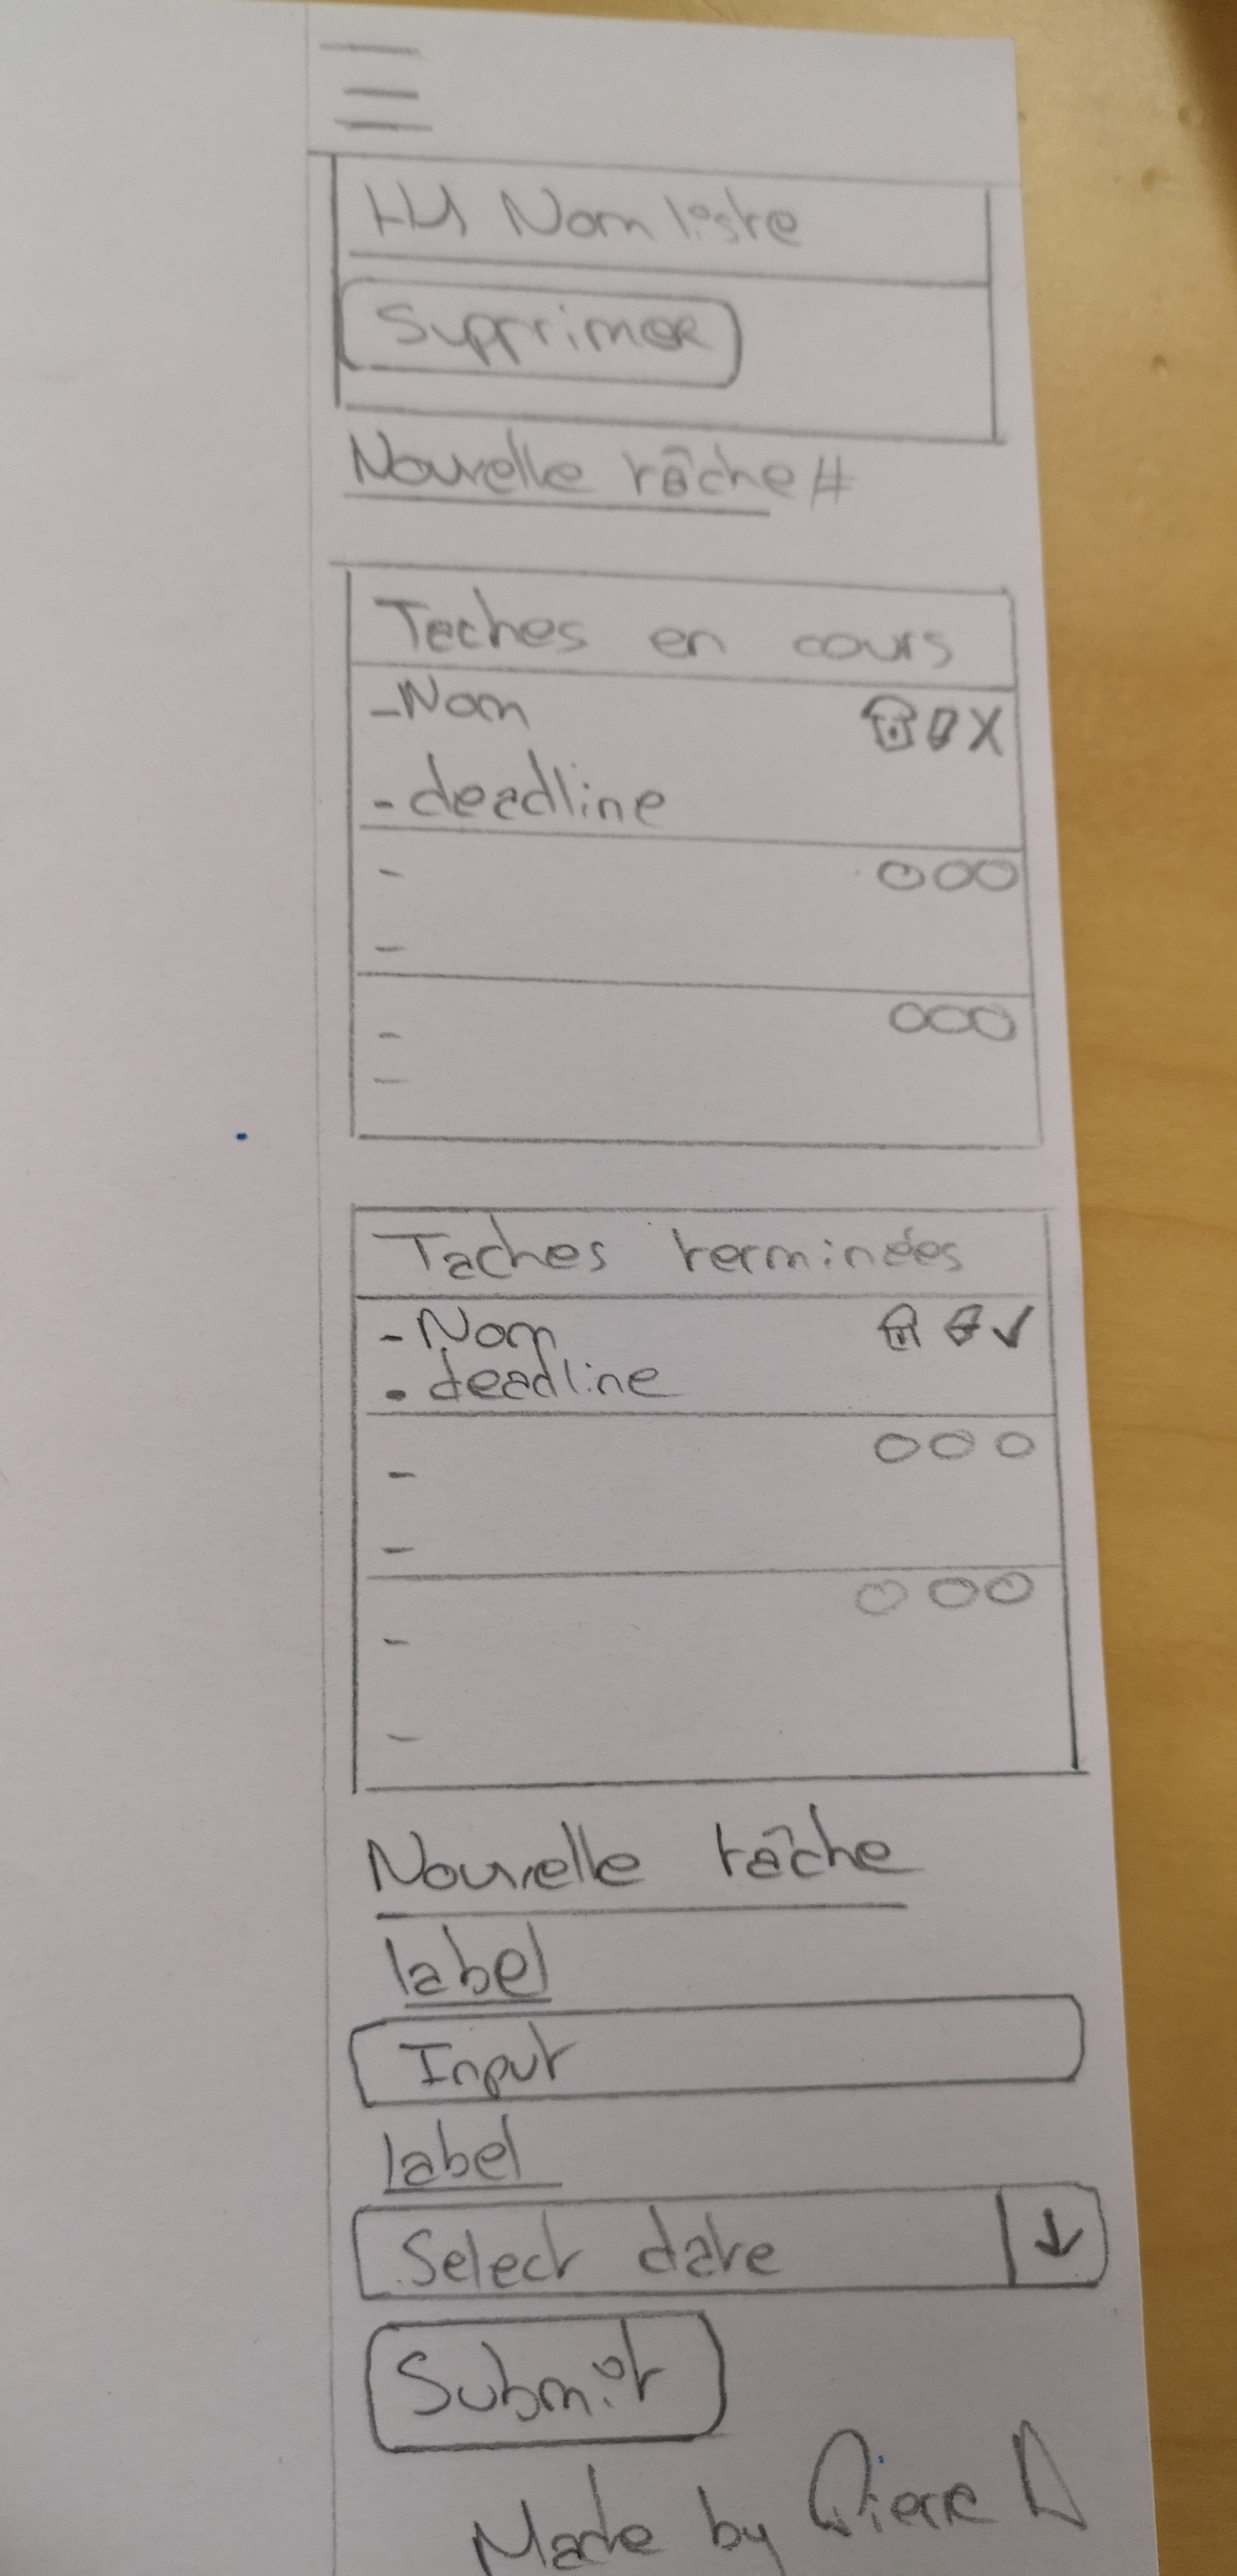 H1 Nom liste
Supprimer
Nouvelle tâche #
Taches en cours
- Nom X
- deadline
-
-
-
-
Taches terminées
- Nom ✓
- deadline
-
-
-
-
Nouvelle tâche
label
Input
label
Select date ↓
Submit
Made by Pierre D